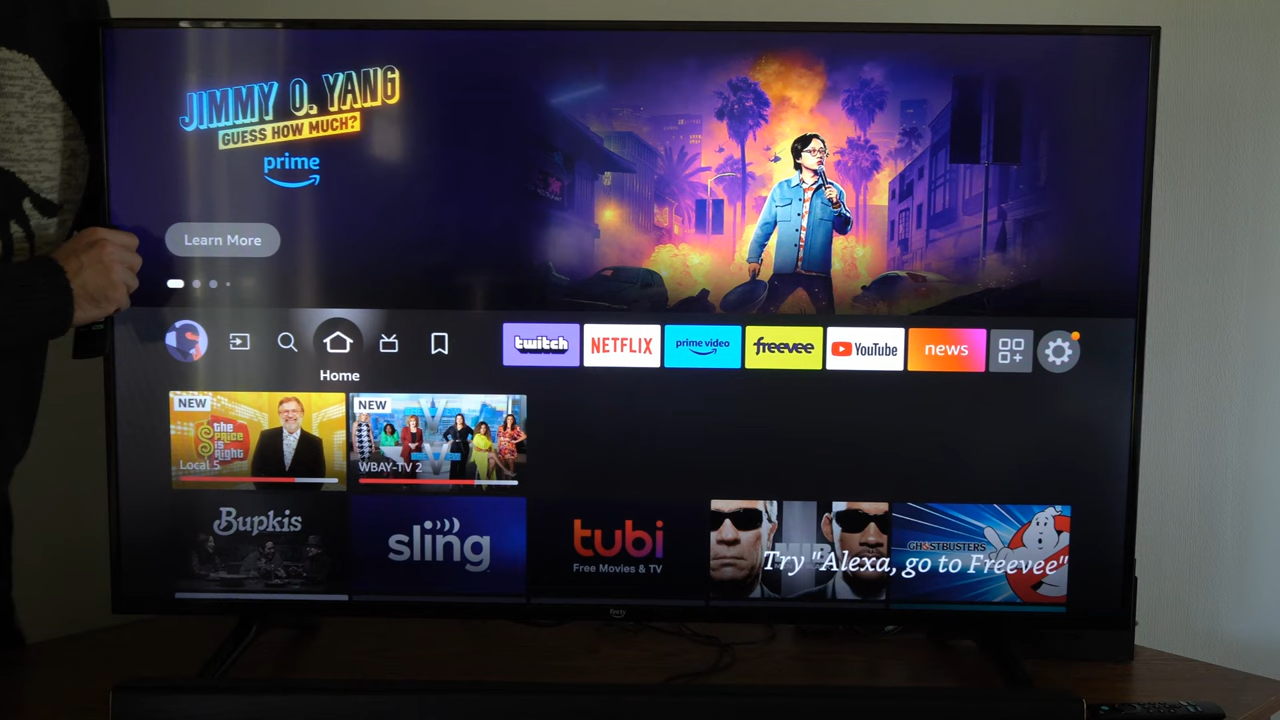 JIMMY O. YANG
GUESS HOW MUCH?
prime
Learn More
Home
twitch
NETFLIX
prime video
freevee
YouTube
news
NEW
the PRICE is Right
Local 5
NEW
WBAY-TV 2
Bupkis
sling
tubi
Free Movies & TV
GHOSTBUSTERS
Try "Alexa, go to Freevee"
firetv